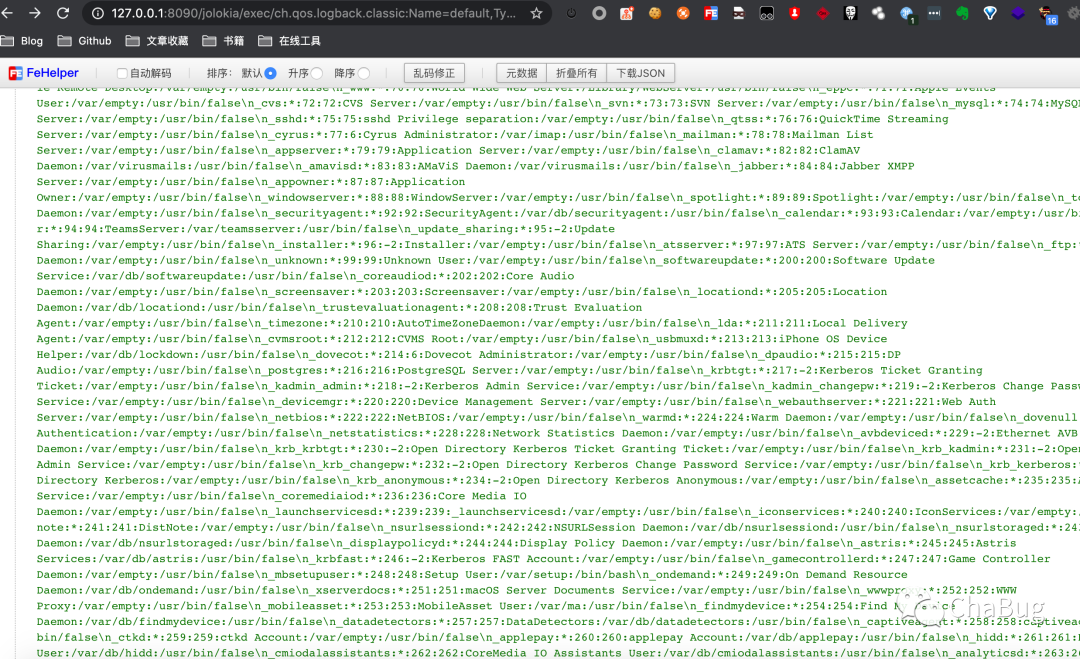 127.0.0.1:8090/jolokia/exec/ch.qos.logback.classic:Name=default,Ty...
1
16
Blog Github 文章收藏 书籍 在线工具
FeHelper 自动解码 排序: 默认 升序 降序 乱码修正 元数据 折叠所有 下载JSON
User:/var/empty:/usr/bin/false\n_cvs:*:72:72:CVS Server:/var/empty:/usr/bin/false\n_svn:*:73:73:SVN Server:/var/empty:/usr/bin/false\n_mysql:*:74:74:MySQL
Server:/var/empty:/usr/bin/false\n_sshd:*:75:75:sshd Privilege separation:/var/empty:/usr/bin/false\n_qtss:*:76:76:QuickTime Streaming
Server:/var/empty:/usr/bin/false\n_cyrus:*:77:6:Cyrus Administrator:/var/imap:/usr/bin/false\n_mailman:*:78:78:Mailman List
Server:/var/empty:/usr/bin/false\n_appserver:*:79:79:Application Server:/var/empty:/usr/bin/false\n_clamav:*:82:82:ClamAV
Daemon:/var/virusmails:/usr/bin/false\n_amavisd:*:83:83:AMaViS Daemon:/var/virusmails:/usr/bin/false\n_jabber:*:84:84:Jabber XMPP
Server:/var/empty:/usr/bin/false\n_appowner:*:87:87:Application
Owner:/var/empty:/usr/bin/false\n_windowserver:*:88:88:WindowServer:/var/empty:/usr/bin/false\n_spotlight:*:89:89:Spotlight:/var/empty:/usr/bin/false\n_to
Daemon:/var/empty:/usr/bin/false\n_securityagent:*:92:92:SecurityAgent:/var/db/securityagent:/usr/bin/false\n_calendar:*:93:93:Calendar:/var/empty:/usr/bi
r:*:94:94:TeamsServer:/var/teamsserver:/usr/bin/false\n_update_sharing:*:95:-2:Update
Sharing:/var/empty:/usr/bin/false\n_installer:*:96:-2:Installer:/var/empty:/usr/bin/false\n_atsserver:*:97:97:ATS Server:/var/empty:/usr/bin/false\n_ftp:*
Daemon:/var/empty:/usr/bin/false\n_unknown:*:99:99:Unknown User:/var/empty:/usr/bin/false\n_softwareupdate:*:200:200:Software Update
Service:/var/db/softwareupdate:/usr/bin/false\n_coreaudiod:*:202:202:Core Audio
Daemon:/var/empty:/usr/bin/false\n_screensaver:*:203:203:Screensaver:/var/empty:/usr/bin/false\n_locationd:*:205:205:Location
Daemon:/var/db/locationd:/usr/bin/false\n_trustevaluationagent:*:208:208:Trust Evaluation
Agent:/var/empty:/usr/bin/false\n_timezone:*:210:210:AutoTimeZoneDaemon:/var/empty:/usr/bin/false\n_lda:*:211:211:Local Delivery
Agent:/var/empty:/usr/bin/false\n_cvmsroot:*:212:212:CVMS Root:/var/empty:/usr/bin/false\n_usbmuxd:*:213:213:iPhone OS Device
Helper:/var/db/lockdown:/usr/bin/false\n_dovecot:*:214:6:Dovecot Administrator:/var/empty:/usr/bin/false\n_dpaudio:*:215:215:DP
Audio:/var/empty:/usr/bin/false\n_postgres:*:216:216:PostgreSQL Server:/var/empty:/usr/bin/false\n_krbtgt:*:217:-2:Kerberos Ticket Granting
Ticket:/var/empty:/usr/bin/false\n_kadmin_admin:*:218:-2:Kerberos Admin Service:/var/empty:/usr/bin/false\n_kadmin_changepw:*:219:-2:Kerberos Change Passw
Service:/var/empty:/usr/bin/false\n_devicemgr:*:220:220:Device Management Server:/var/empty:/usr/bin/false\n_webauthserver:*:221:221:Web Auth
Server:/var/empty:/usr/bin/false\n_netbios:*:222:222:NetBIOS:/var/empty:/usr/bin/false\n_warmd:*:224:224:Warm Daemon:/var/empty:/usr/bin/false\n_dovenull
Authentication:/var/empty:/usr/bin/false\n_netstatistics:*:228:228:Network Statistics Daemon:/var/empty:/usr/bin/false\n_avbdeviced:*:229:-2:Ethernet AVB
Daemon:/var/empty:/usr/bin/false\n_krb_krbtgt:*:230:-2:Open Directory Kerberos Ticket Granting Ticket:/var/empty:/usr/bin/false\n_krb_kadmin:*:231:-2:Open
Admin Service:/var/empty:/usr/bin/false\n_krb_changepw:*:232:-2:Open Directory Kerberos Change Password Service:/var/empty:/usr/bin/false\n_krb_kerberos:*
Directory Kerberos:/var/empty:/usr/bin/false\n_krb_anonymous:*:234:-2:Open Directory Kerberos Anonymous:/var/empty:/usr/bin/false\n_assetcache:*:235:235:A
Service:/var/empty:/usr/bin/false\n_coremediaiod:*:236:236:Core Media IO
Daemon:/var/empty:/usr/bin/false\n_launchservicesd:*:239:239:_launchservicesd:/var/empty:/usr/bin/false\n_iconservices:*:240:240:IconServices:/var/empty:/
note:*:241:241:DistNote:/var/empty:/usr/bin/false\n_nsurlsessiond:*:242:242:NSURLSession Daemon:/var/db/nsurlsessiond:/usr/bin/false\n_nsurlstoraged:*:243
Daemon:/var/db/nsurlstoraged:/usr/bin/false\n_displaypolicyd:*:244:244:Display Policy Daemon:/var/empty:/usr/bin/false\n_astris:*:245:245:Astris
Services:/var/db/astris:/usr/bin/false\n_krbfast:*:246:-2:Kerberos FAST Account:/var/empty:/usr/bin/false\n_gamecontrollerd:*:247:247:Game Controller
Daemon:/var/empty:/usr/bin/false\n_mbsetupuser:*:248:248:Setup User:/var/setup:/bin/bash\n_ondemand:*:249:249:On Demand Resource
Daemon:/var/db/ondemand:/usr/bin/false\n_xserverdocs:*:251:251:macOS Server Documents Service:/var/empty:/usr/bin/false\n_wwwproxy:*:252:252:WWW
Proxy:/var/empty:/usr/bin/false\n_mobileasset:*:253:253:MobileAsset User:/var/ma:/usr/bin/false\n_findmydevice:*:254:254:Find
Daemon:/var/db/findmydevice:/usr/bin/false\n_datadetectors:*:257:257:DataDetectors:/var/db/datadetectors:/usr/bin/false\n_captiveagent:*:258:258:captiveag
bin/false\n_ctkd:*:259:259:ctkd Account:/var/empty:/usr/bin/false\n_applepay:*:260:260:applepay Account:/var/db/applepay:/usr/bin/false\n_hidd:*:261:261:H
User:/var/db/hidd:/usr/bin/false\n_cmiodalassistants:*:262:262:CoreMedia IO Assistants User:/var/db/cmiodalassistants:/usr/bin/false\n_analyticsd:*:263:26
ChaBug